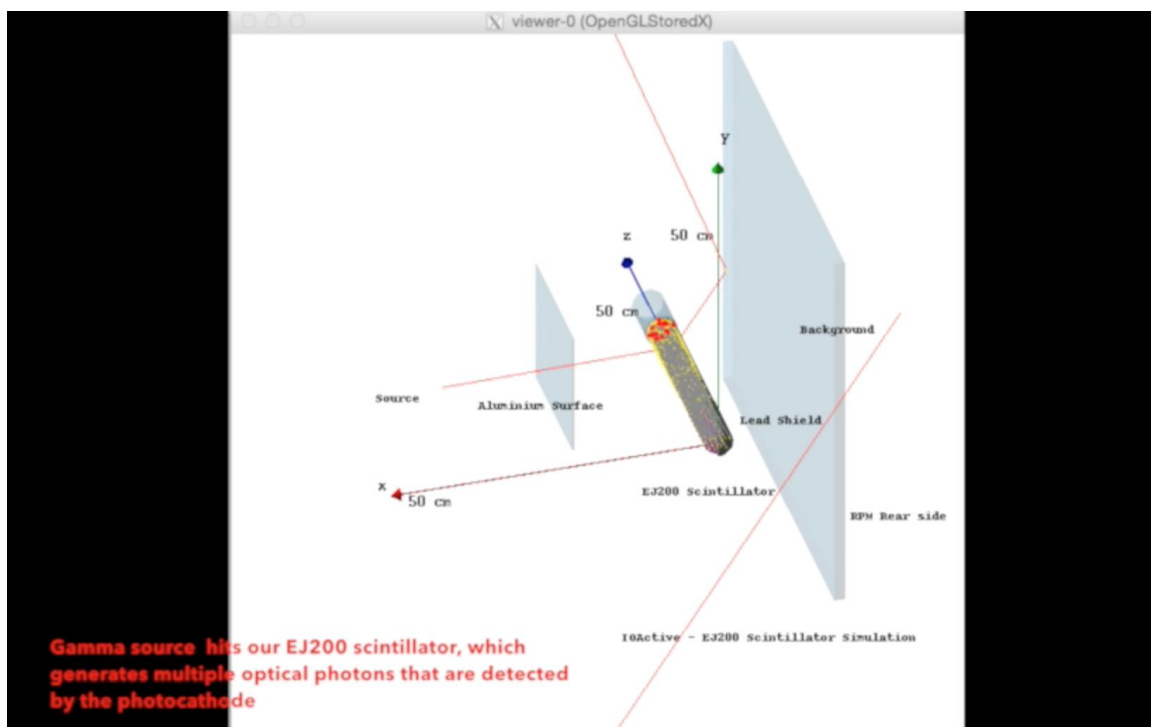 X viewer-0 (OpenGLStoredX)
Y
z
50 cm
50 cm
Background
Source
Aluminium Surface
Lead Shield
x
50 cm
EJ200 Scintillator
RPM Rear side
IOActive - EJ200 Scintillator Simulation
Gamma source hits our EJ200 scintillator, which
generates multiple optical photons that are detected
by the photocathode